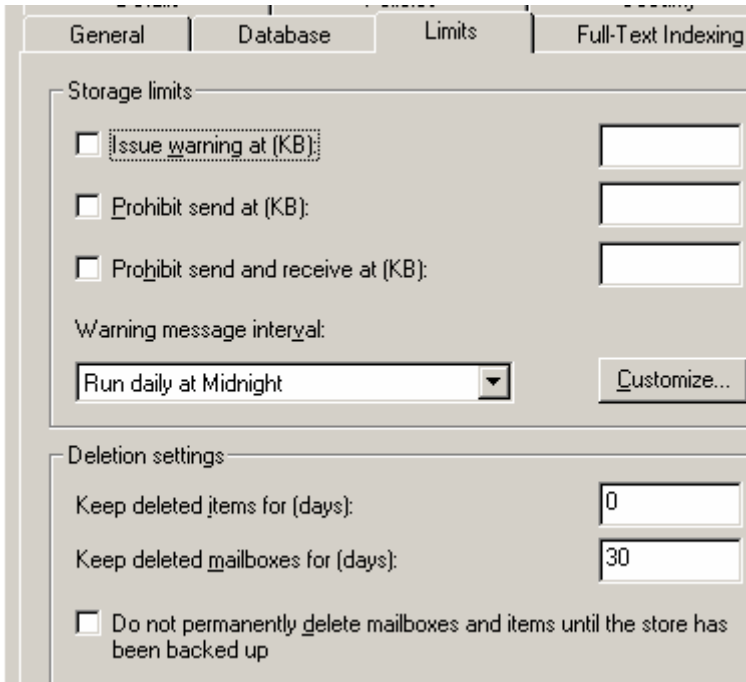 General Database Limits Full-Text Indexing
Storage limits
Issue warning at (KB):
Prohibit send at (KB):
Prohibit send and receive at (KB):
Warning message interval:
Run daily at Midnight Customize...
Deletion settings
Keep deleted items for (days): 0
Keep deleted mailboxes for (days): 30
Do not permanently delete mailboxes and items until the store has
been backed up